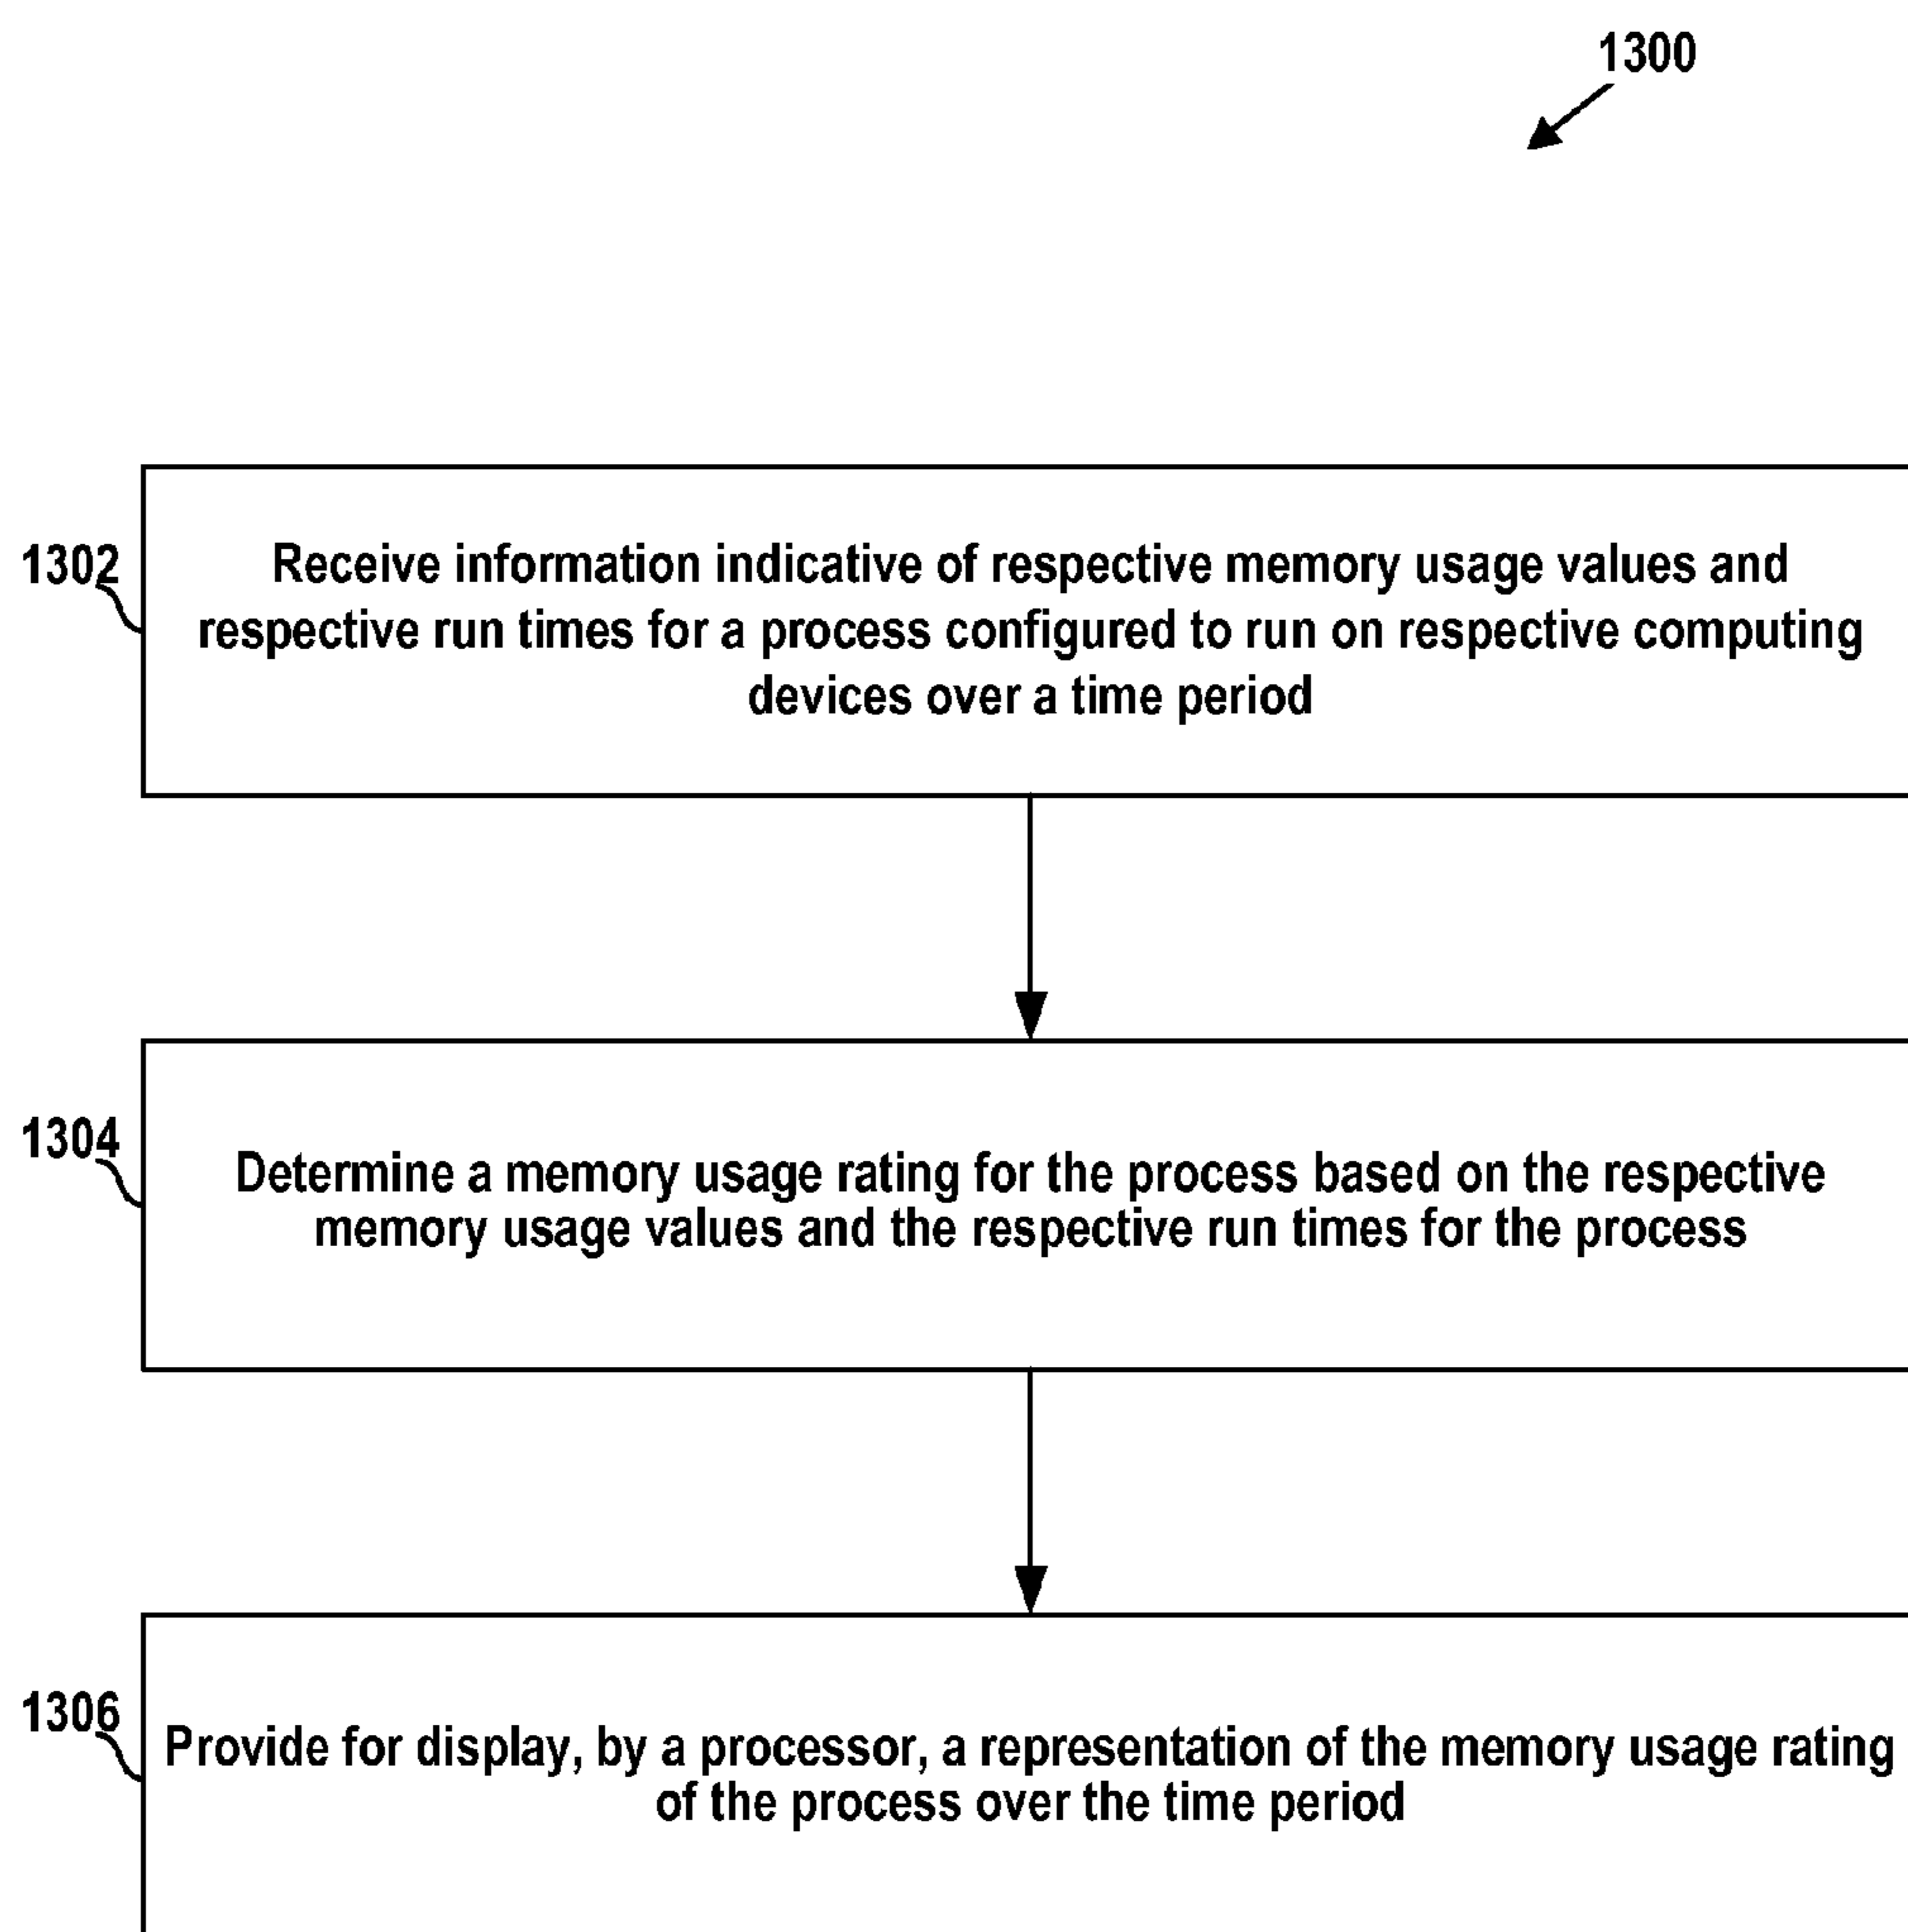 1300
1302
Receive information indicative of respective memory usage values and
respective run times for a process configured to run on respective computing
devices over a time period
1304
Determine a memory usage rating for the process based on the respective
memory usage values and the respective run times for the process
1306
Provide for display, by a processor, a representation of the memory usage rating
of the process over the time period